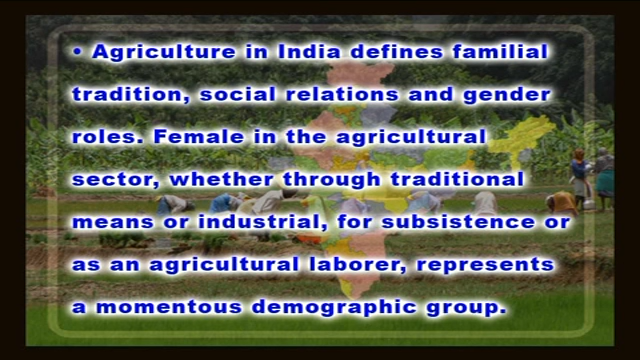 • Agriculture in India defines familial
tradition, social relations and gender
roles. Female in the agricultural
sector, whether through traditional
means or industrial, for subsistence or
as an agricultural laborer, represents
a momentous demographic group.